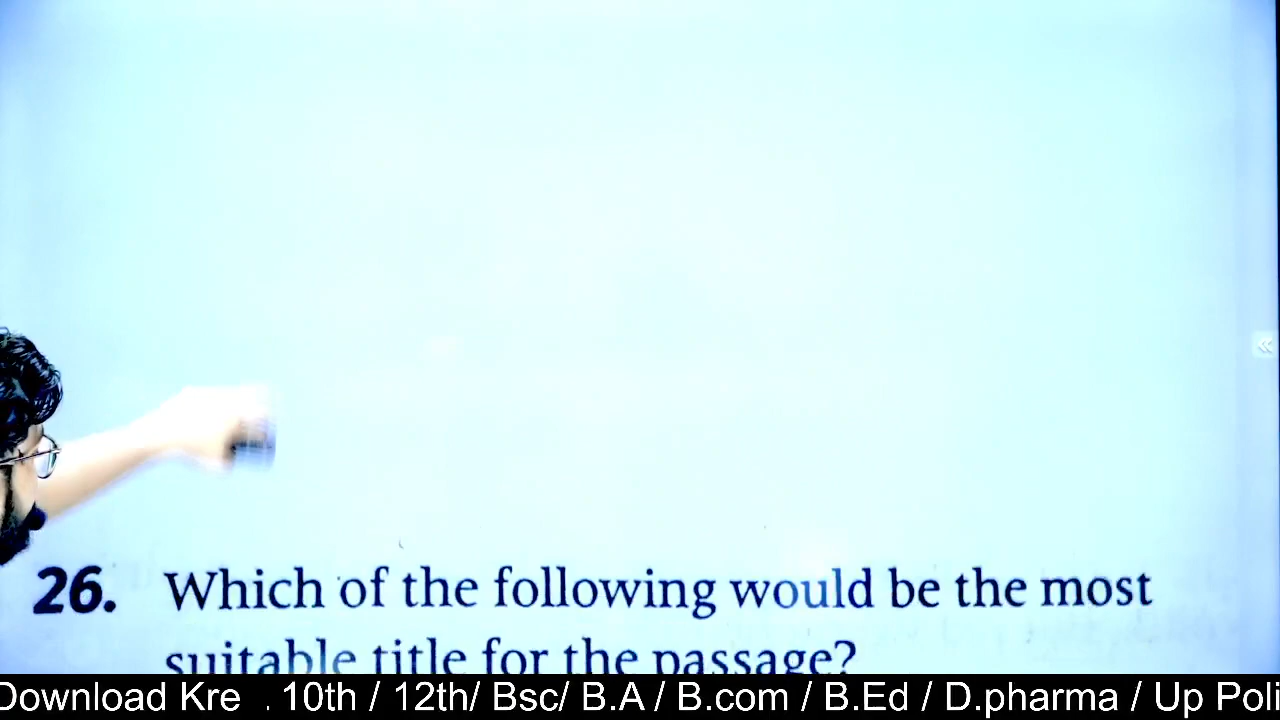 26. Which of the following would be the most
suitable title for the passage?
Download Kre . 10th / 12th/ Bsc/ B.A / B.com / B.Ed / D.pharma / Up Poli